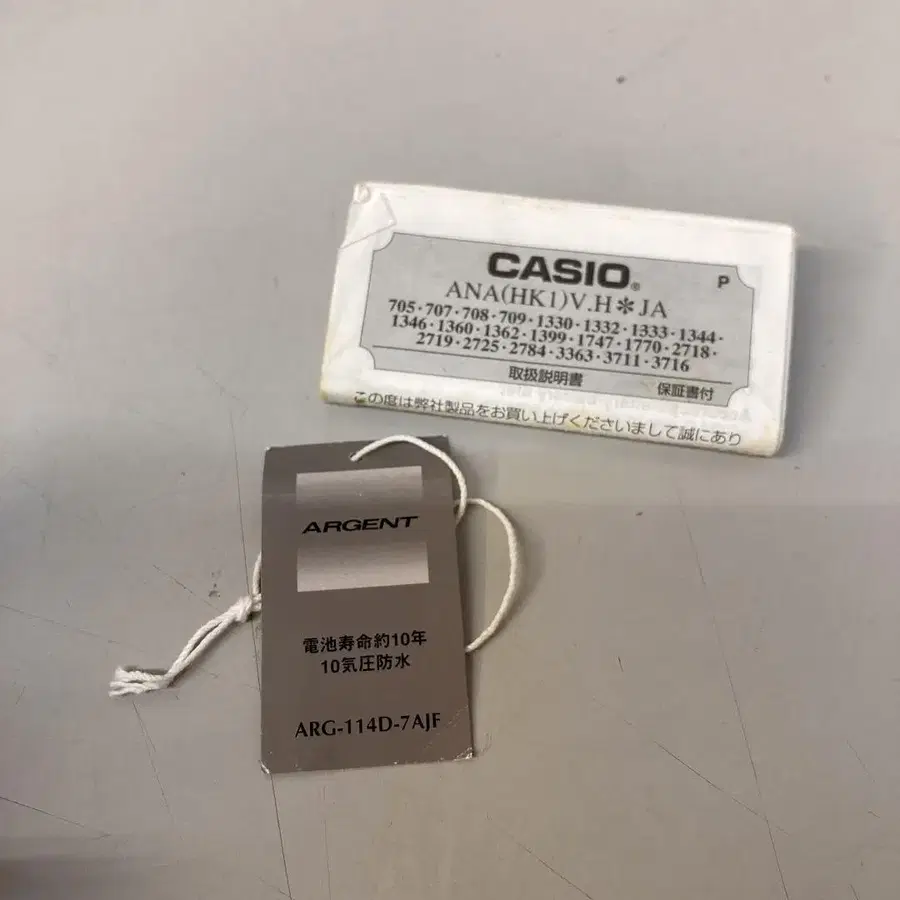 CASIO® P
ANA(HK1)V.H＊JA
705・707・708・709・1330・1332・1333・1344・
1346・1360・1362・1399・1747・1770・2718・
2719・2725・2784・3363・3711・3716
取扱説明書 保証書付
この度は弊社製品をお買い上げくださいまして誠にあり
ARGENT
電池寿命約10年
10気圧防水
ARG-114D-7AJF